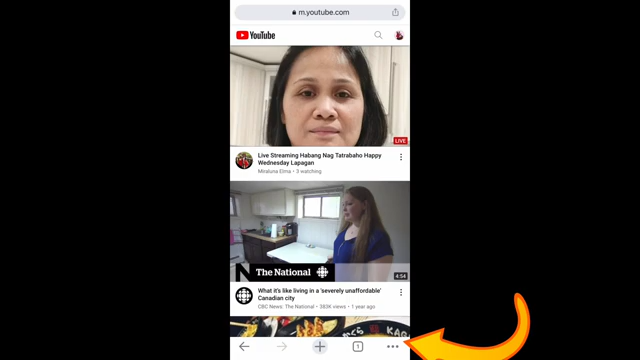 m.youtube.com
YouTube
LIVE
Live Streaming Habang Nag Tatrabaho Happy
Wednesday Lapagan
Miraluna Elma • 3 watching
N The National
4:54
What it's like living in a 'severely unaffordable'
Canadian city
CBC News: The National • 383K views • 1 year ago
1